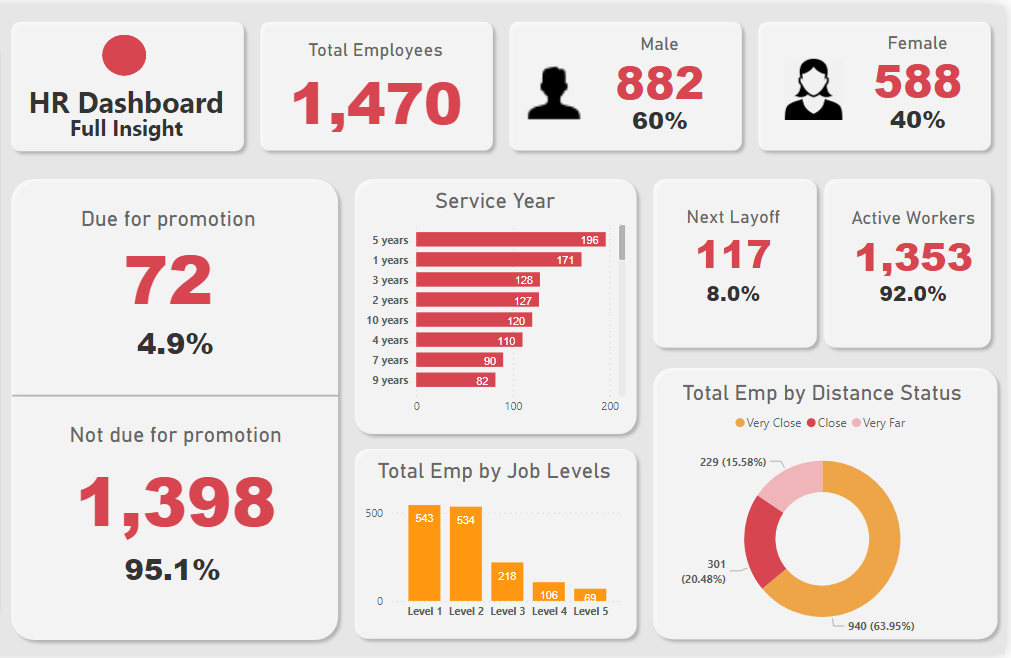 HR Dashboard
Full Insight
Total Employees
1,470
Male
882
60%
Female
588
40%
Due for promotion
72
4.9%
Not due for promotion
1,398
95.1%
Service Year
5 years 196
1 years 171
3 years 128
2 years 127
10 years 120
4 years 110
7 years 90
9 years 82
0 100 200
Total Emp by Job Levels
500
0
543 534 218 106 69
Level 1 Level 2 Level 3 Level 4 Level 5
Next Layoff
117
8.0%
Active Workers
1,353
92.0%
Total Emp by Distance Status
Very Close Close Very Far
229 (15.58%)
301
(20.48%)
940 (63.95%)